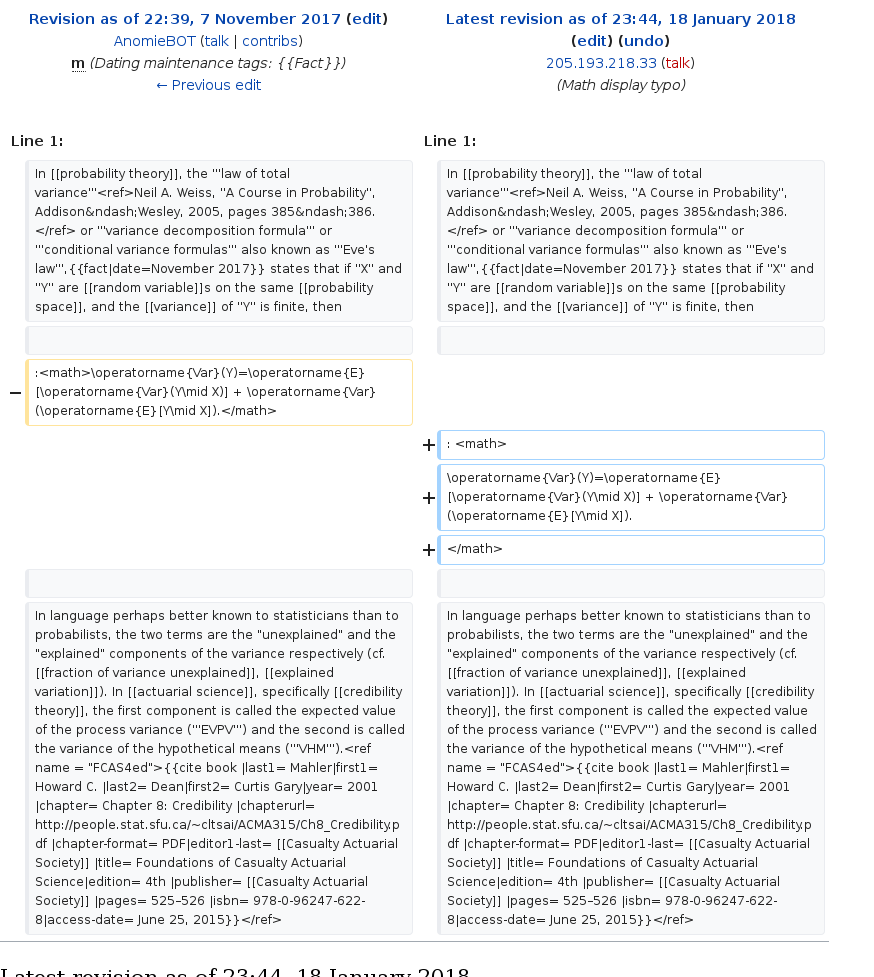 Revision as of 22:39, 7 November 2017 (edit)
AnomieBOT (talk | contribs)
m (Dating maintenance tags: {{Fact}})
← Previous edit
Latest revision as of 23:44, 18 January 2018
(edit) (undo)
205.193.218.33 (talk)
(Math display typo)
Line 1:
Line 1:
In [[probability theory]], the '''law of total
variance'''<ref>Neil A. Weiss, ''A Course in Probability'',
Addison&ndash;Wesley, 2005, pages 385&ndash;386.
</ref> or '''variance decomposition formula''' or
'''conditional variance formulas''' also known as '''Eve's
law''',{{fact|date=November 2017}} states that if ''X'' and
''Y'' are [[random variable]]s on the same [[probability
space]], and the [[variance]] of ''Y'' is finite, then
In [[probability theory]], the '''law of total
variance'''<ref>Neil A. Weiss, ''A Course in Probability'',
Addison&ndash;Wesley, 2005, pages 385&ndash;386.
</ref> or '''variance decomposition formula''' or
'''conditional variance formulas''' also known as '''Eve's
law''',{{fact|date=November 2017}} states that if ''X'' and
''Y'' are [[random variable]]s on the same [[probability
space]], and the [[variance]] of ''Y'' is finite, then
− :<math>\operatorname{Var}(Y)=\operatorname{E}
[\operatorname{Var}(Y\mid X)] + \operatorname{Var}
(\operatorname{E}[Y\mid X]).</math>
+ : <math>
+ \operatorname{Var}(Y)=\operatorname{E}
[\operatorname{Var}(Y\mid X)] + \operatorname{Var}
(\operatorname{E}[Y\mid X]).
+ </math>
In language perhaps better known to statisticians than to
probabilists, the two terms are the "unexplained" and the
"explained" components of the variance respectively (cf.
[[fraction of variance unexplained]], [[explained
variation]]). In [[actuarial science]], specifically [[credibility
theory]], the first component is called the expected value
of the process variance ('''EVPV''') and the second is called
the variance of the hypothetical means ('''VHM''').<ref
name = "FCAS4ed">{{cite book |last1= Mahler|first1=
Howard C. |last2= Dean|first2= Curtis Gary|year= 2001
|chapter= Chapter 8: Credibility |chapterurl=
http://people.stat.sfu.ca/~cltsai/ACMA315/Ch8_Credibility.p
df |chapter-format= PDF|editor1-last= [[Casualty Actuarial
Society]] |title= Foundations of Casualty Actuarial
Science|edition= 4th |publisher= [[Casualty Actuarial
Society]] |pages= 525–526 |isbn= 978-0-96247-622-
8|access-date= June 25, 2015}}</ref>
In language perhaps better known to statisticians than to
probabilists, the two terms are the "unexplained" and the
"explained" components of the variance respectively (cf.
[[fraction of variance unexplained]], [[explained
variation]]). In [[actuarial science]], specifically [[credibility
theory]], the first component is called the expected value
of the process variance ('''EVPV''') and the second is called
the variance of the hypothetical means ('''VHM''').<ref
name = "FCAS4ed">{{cite book |last1= Mahler|first1=
Howard C. |last2= Dean|first2= Curtis Gary|year= 2001
|chapter= Chapter 8: Credibility |chapterurl=
http://people.stat.sfu.ca/~cltsai/ACMA315/Ch8_Credibility.p
df |chapter-format= PDF|editor1-last= [[Casualty Actuarial
Society]] |title= Foundations of Casualty Actuarial
Science|edition= 4th |publisher= [[Casualty Actuarial
Society]] |pages= 525–526 |isbn= 978-0-96247-622-
8|access-date= June 25, 2015}}</ref>
Latest revision as of 23:44, 18 January 2018